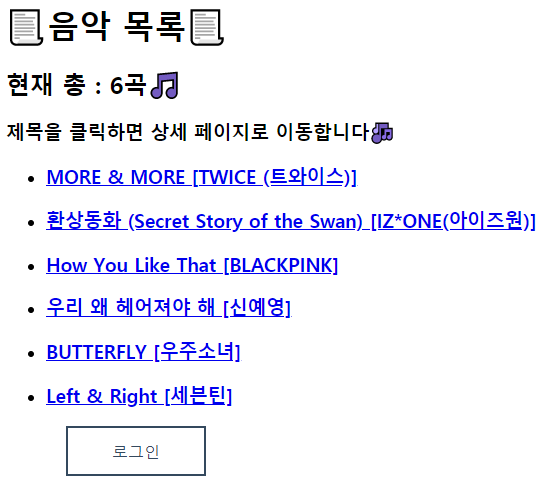 📃음악 목록📃
현재 총 : 6곡🎵
제목을 클릭하면 상세 페이지로 이동합니다🎶
• MORE & MORE [TWICE (트와이스)]
• 환상동화 (Secret Story of the Swan) [IZ*ONE(아이즈원)]
• How You Like That [BLACKPINK]
• 우리 왜 헤어져야 해 [신예영]
• BUTTERFLY [우주소녀]
• Left & Right [세븐틴]
로그인